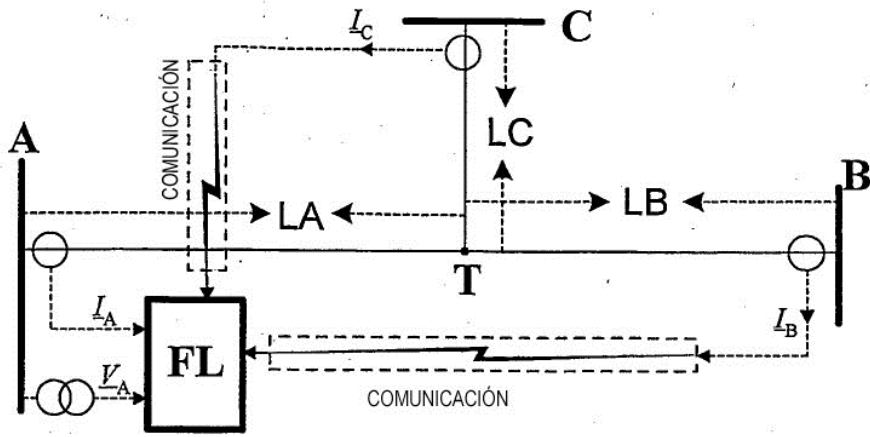 I_C
C
COMUNICACIÓN
LC
A
B
LA
LB
T
I_A
FL
I_B
V_A
COMUNICACIÓN